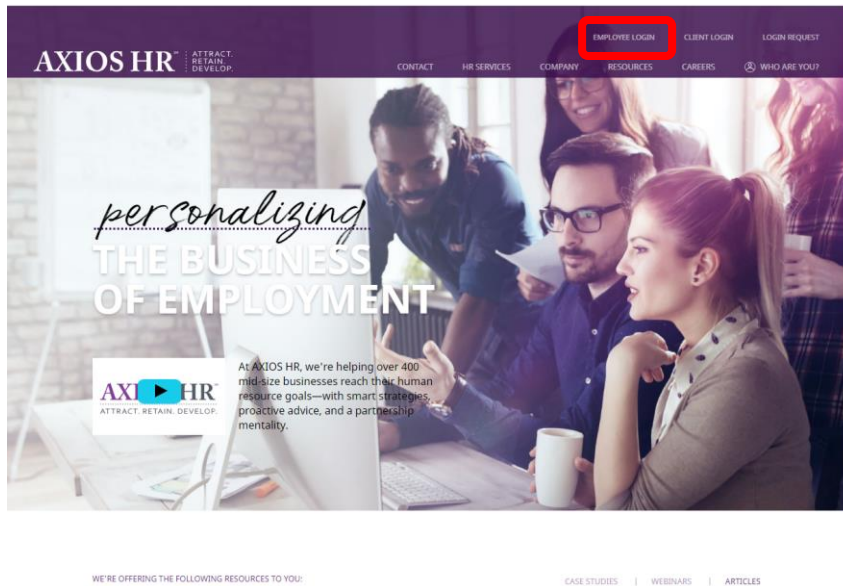 EMPLOYEE LOGIN CLIENT LOGIN LOGIN REQUEST
AXIOS HR™ ATTRACT.
RETAIN.
DEVELOP.
CONTACT HR SERVICES COMPANY RESOURCES CAREERS WHO ARE YOU?
personalizing
THE BUSINESS
OF EMPLOYMENT
At AXIOS HR, we're helping over 400
mid-size businesses reach their human
resource goals—with smart strategies,
proactive advice, and a partnership
mentality.
AXI HR
ATTRACT. RETAIN. DEVELOP.
WE'RE OFFERING THE FOLLOWING RESOURCES TO YOU:
CASE STUDIES | WEBINARS | ARTICLES